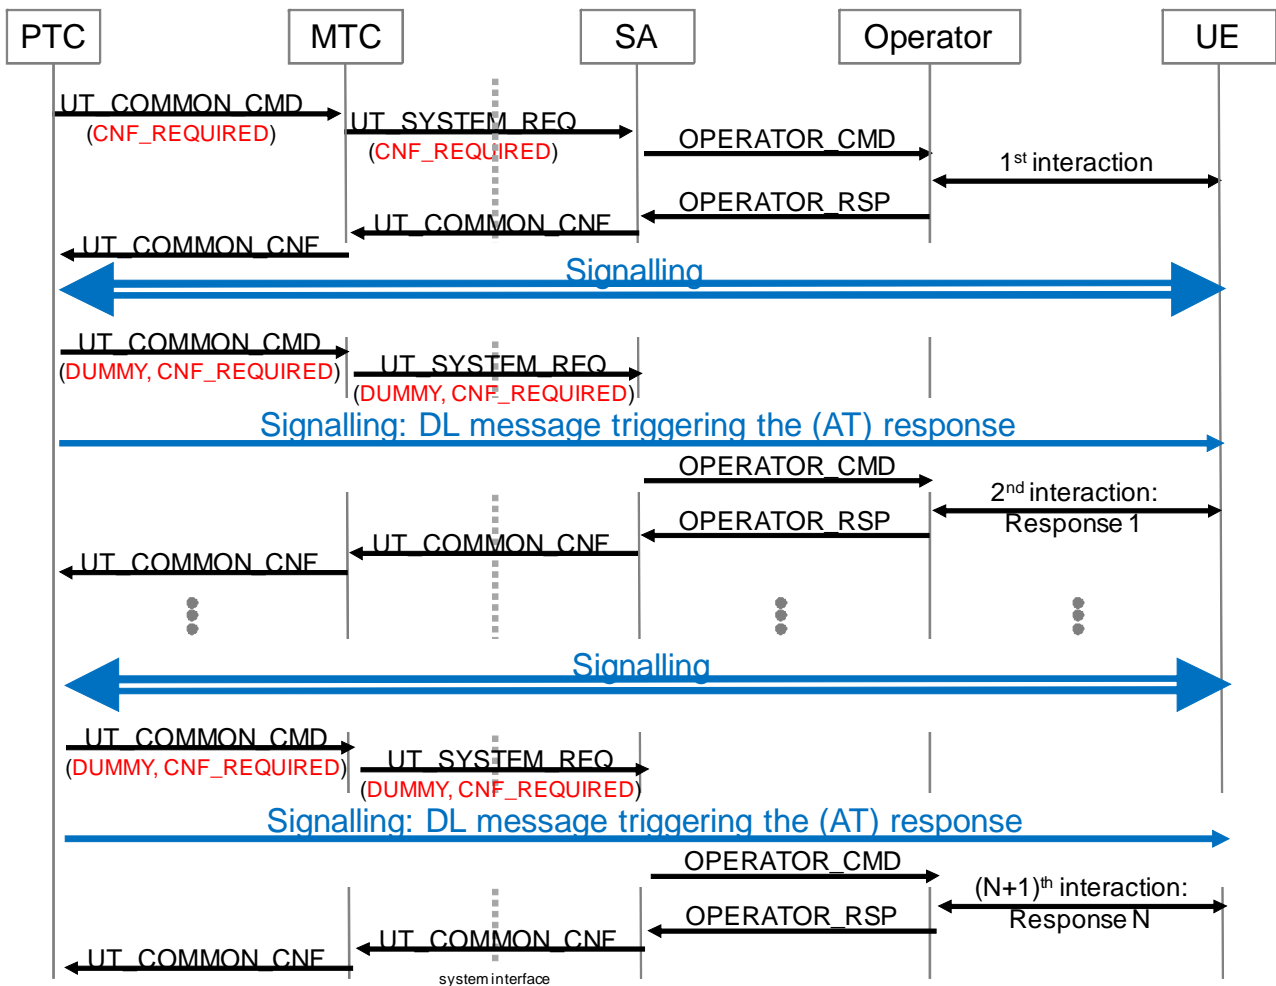 PTC MTC SA Operator UE
UT_COMMON_CMD
(CNF_REQUIRED)
UT_SYSTEM_REQ
(CNF_REQUIRED)
OPERATOR_CMD
1st interaction
OPERATOR_RSP
UT_COMMON_CNF
UT_COMMON_CNF
Signalling
UT_COMMON_CMD
(DUMMY, CNF_REQUIRED)
UT_SYSTEM_REQ
(DUMMY, CNF_REQUIRED)
Signalling: DL message triggering the (AT) response
OPERATOR_CMD
2nd interaction:
Response 1
OPERATOR_RSP
UT_COMMON_CNF
UT_COMMON_CNF
Signalling
UT_COMMON_CMD
(DUMMY, CNF_REQUIRED)
UT_SYSTEM_REQ
(DUMMY, CNF_REQUIRED)
Signalling: DL message triggering the (AT) response
OPERATOR_CMD
(N+1)th interaction:
Response N
OPERATOR_RSP
UT_COMMON_CNF
UT_COMMON_CNF
system interface